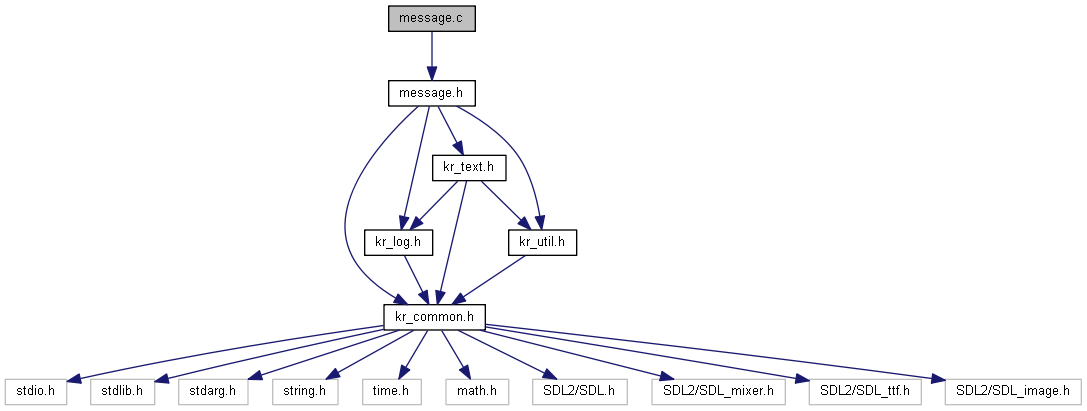 message.c
message.h
kr_text.h
kr_log.h
kr_util.h
kr_common.h
stdio.h
stdlib.h
stdarg.h
string.h
time.h
math.h
SDL2/SDL.h
SDL2/SDL_mixer.h
SDL2/SDL_ttf.h
SDL2/SDL_image.h